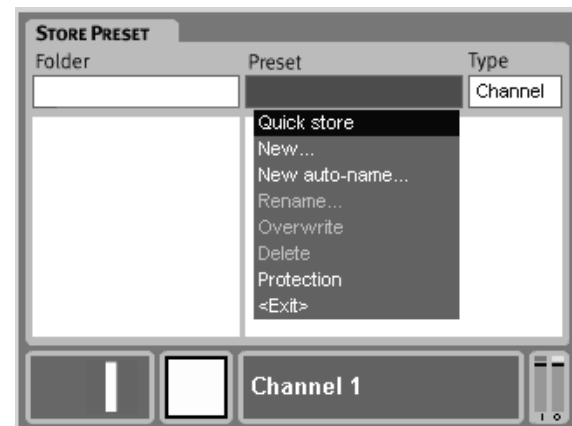 STORE PRESET
Folder Preset Type
Channel
Quick store
New...
New auto-name...
Rename...
Overwrite
Delete
Protection
<Exit>
Channel 1
I O